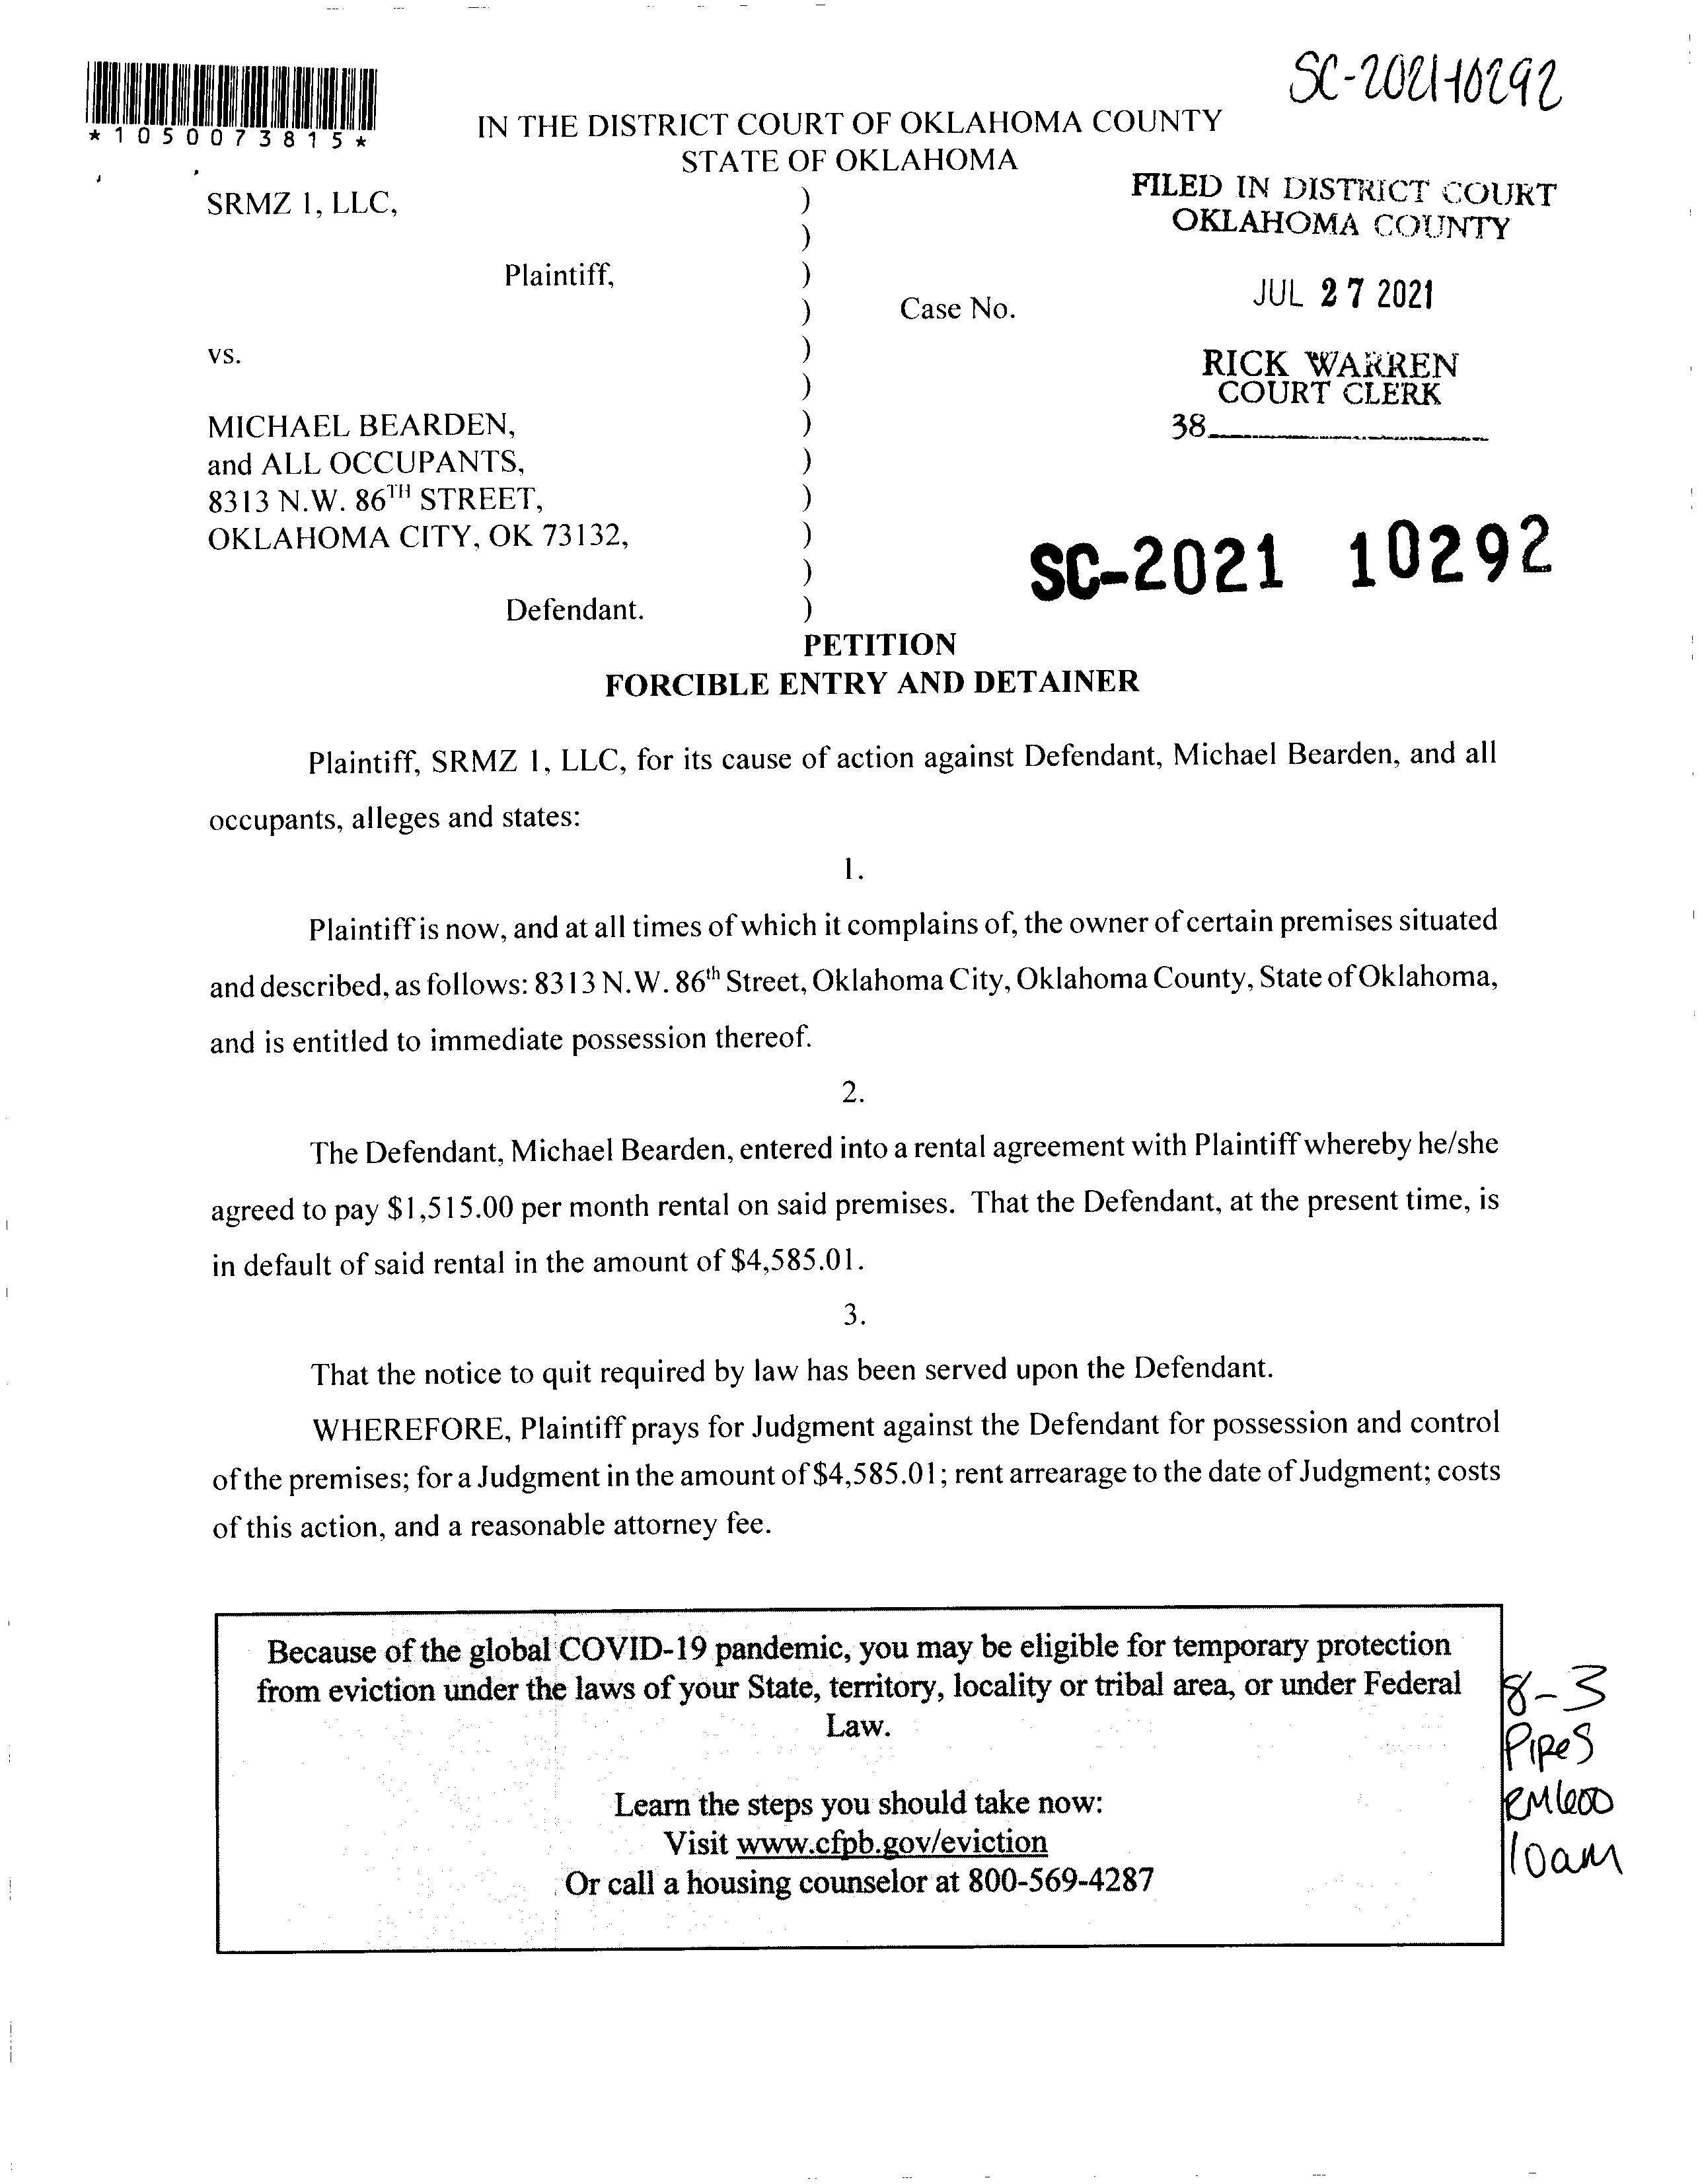 SC-2021-10292
*1050073815*
IN THE DISTRICT COURT OF OKLAHOMA COUNTY
STATE OF OKLAHOMA
FILED IN DISTRICT COURT
OKLAHOMA COUNTY
JUL 27 2021
RICK WARREN
COURT CLERK
38
SRMZ 1, LLC, )
)
Plaintiff, )
) Case No.
vs. )
)
MICHAEL BEARDEN, )
and ALL OCCUPANTS, )
8313 N.W. 86TH STREET, )
OKLAHOMA CITY, OK 73132, )
)
Defendant. )
SC-2021 10292
PETITION
FORCIBLE ENTRY AND DETAINER
Plaintiff, SRMZ 1, LLC, for its cause of action against Defendant, Michael Bearden, and all
occupants, alleges and states:
1.
Plaintiff is now, and at all times of which it complains of, the owner of certain premises situated
and described, as follows: 8313 N.W. 86th Street, Oklahoma City, Oklahoma County, State of Oklahoma,
and is entitled to immediate possession thereof.
2.
The Defendant, Michael Bearden, entered into a rental agreement with Plaintiff whereby he/she
agreed to pay $1,515.00 per month rental on said premises. That the Defendant, at the present time, is
in default of said rental in the amount of $4,585.01.
3.
That the notice to quit required by law has been served upon the Defendant.
WHEREFORE, Plaintiff prays for Judgment against the Defendant for possession and control
of the premises; for a Judgment in the amount of $4,585.01; rent arrearage to the date of Judgment; costs
of this action, and a reasonable attorney fee.
Because of the global COVID-19 pandemic, you may be eligible for temporary protection
from eviction under the laws of your State, territory, locality or tribal area, or under Federal
Law.
Learn the steps you should take now:
Visit www.cfpb.gov/eviction
Or call a housing counselor at 800-569-4287
8-3
Pipes
RM600
10am